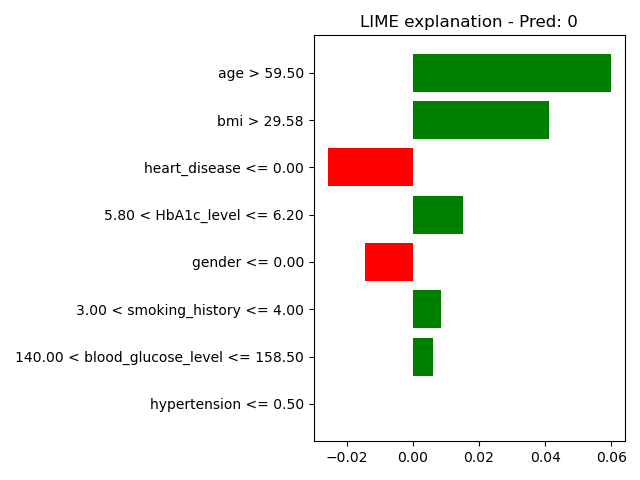 LIME explanation - Pred: 0
age > 59.50
bmi > 29.58
heart_disease <= 0.00
5.80 < HbA1c_level <= 6.20
gender <= 0.00
3.00 < smoking_history <= 4.00
140.00 < blood_glucose_level <= 158.50
hypertension <= 0.50
−0.02 0.00 0.02 0.04 0.06